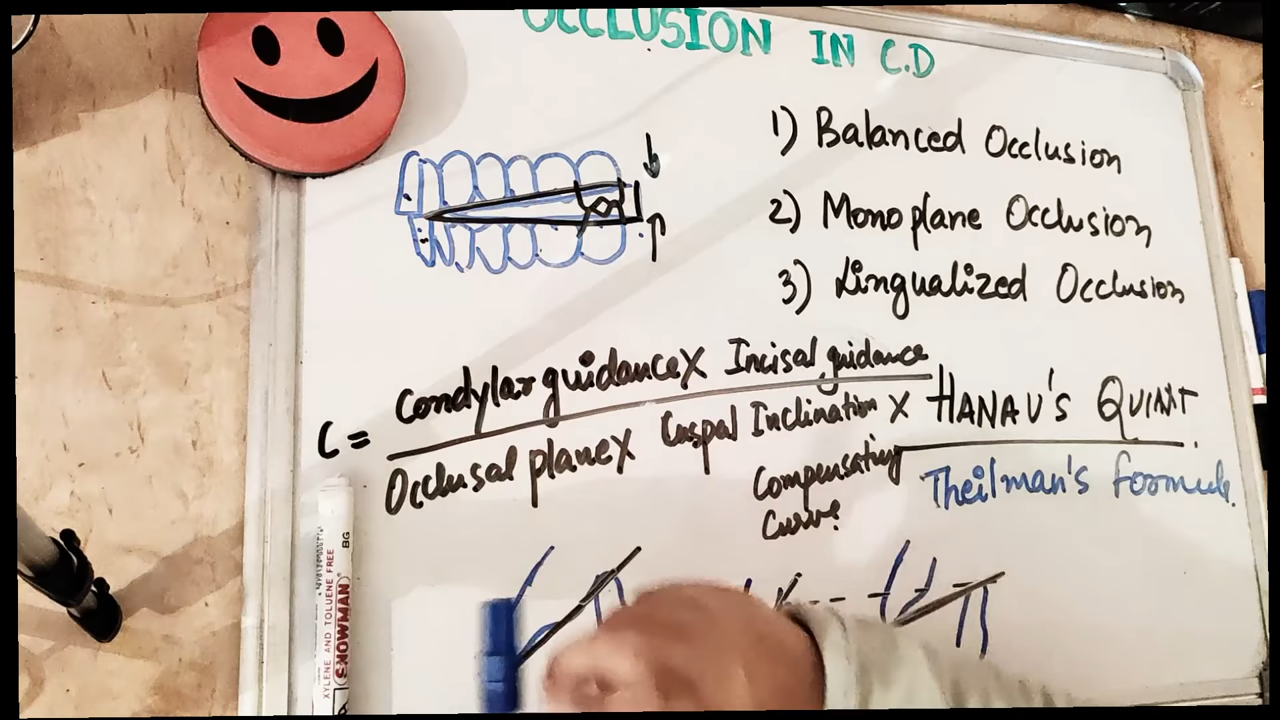 OCCLUSION IN C.D
1) Balanced Occlusion
2) Monoplane Occlusion
3) Lingualized Occlusion
C = Condylar guidance X Incisal guidance
Occlusal plane X Cuspal Inclination X Compensating Curve
HANAU'S QUINT
Theilman's formula.
XYLENE AND TOLUENE FREE
SNOWMAN
BG